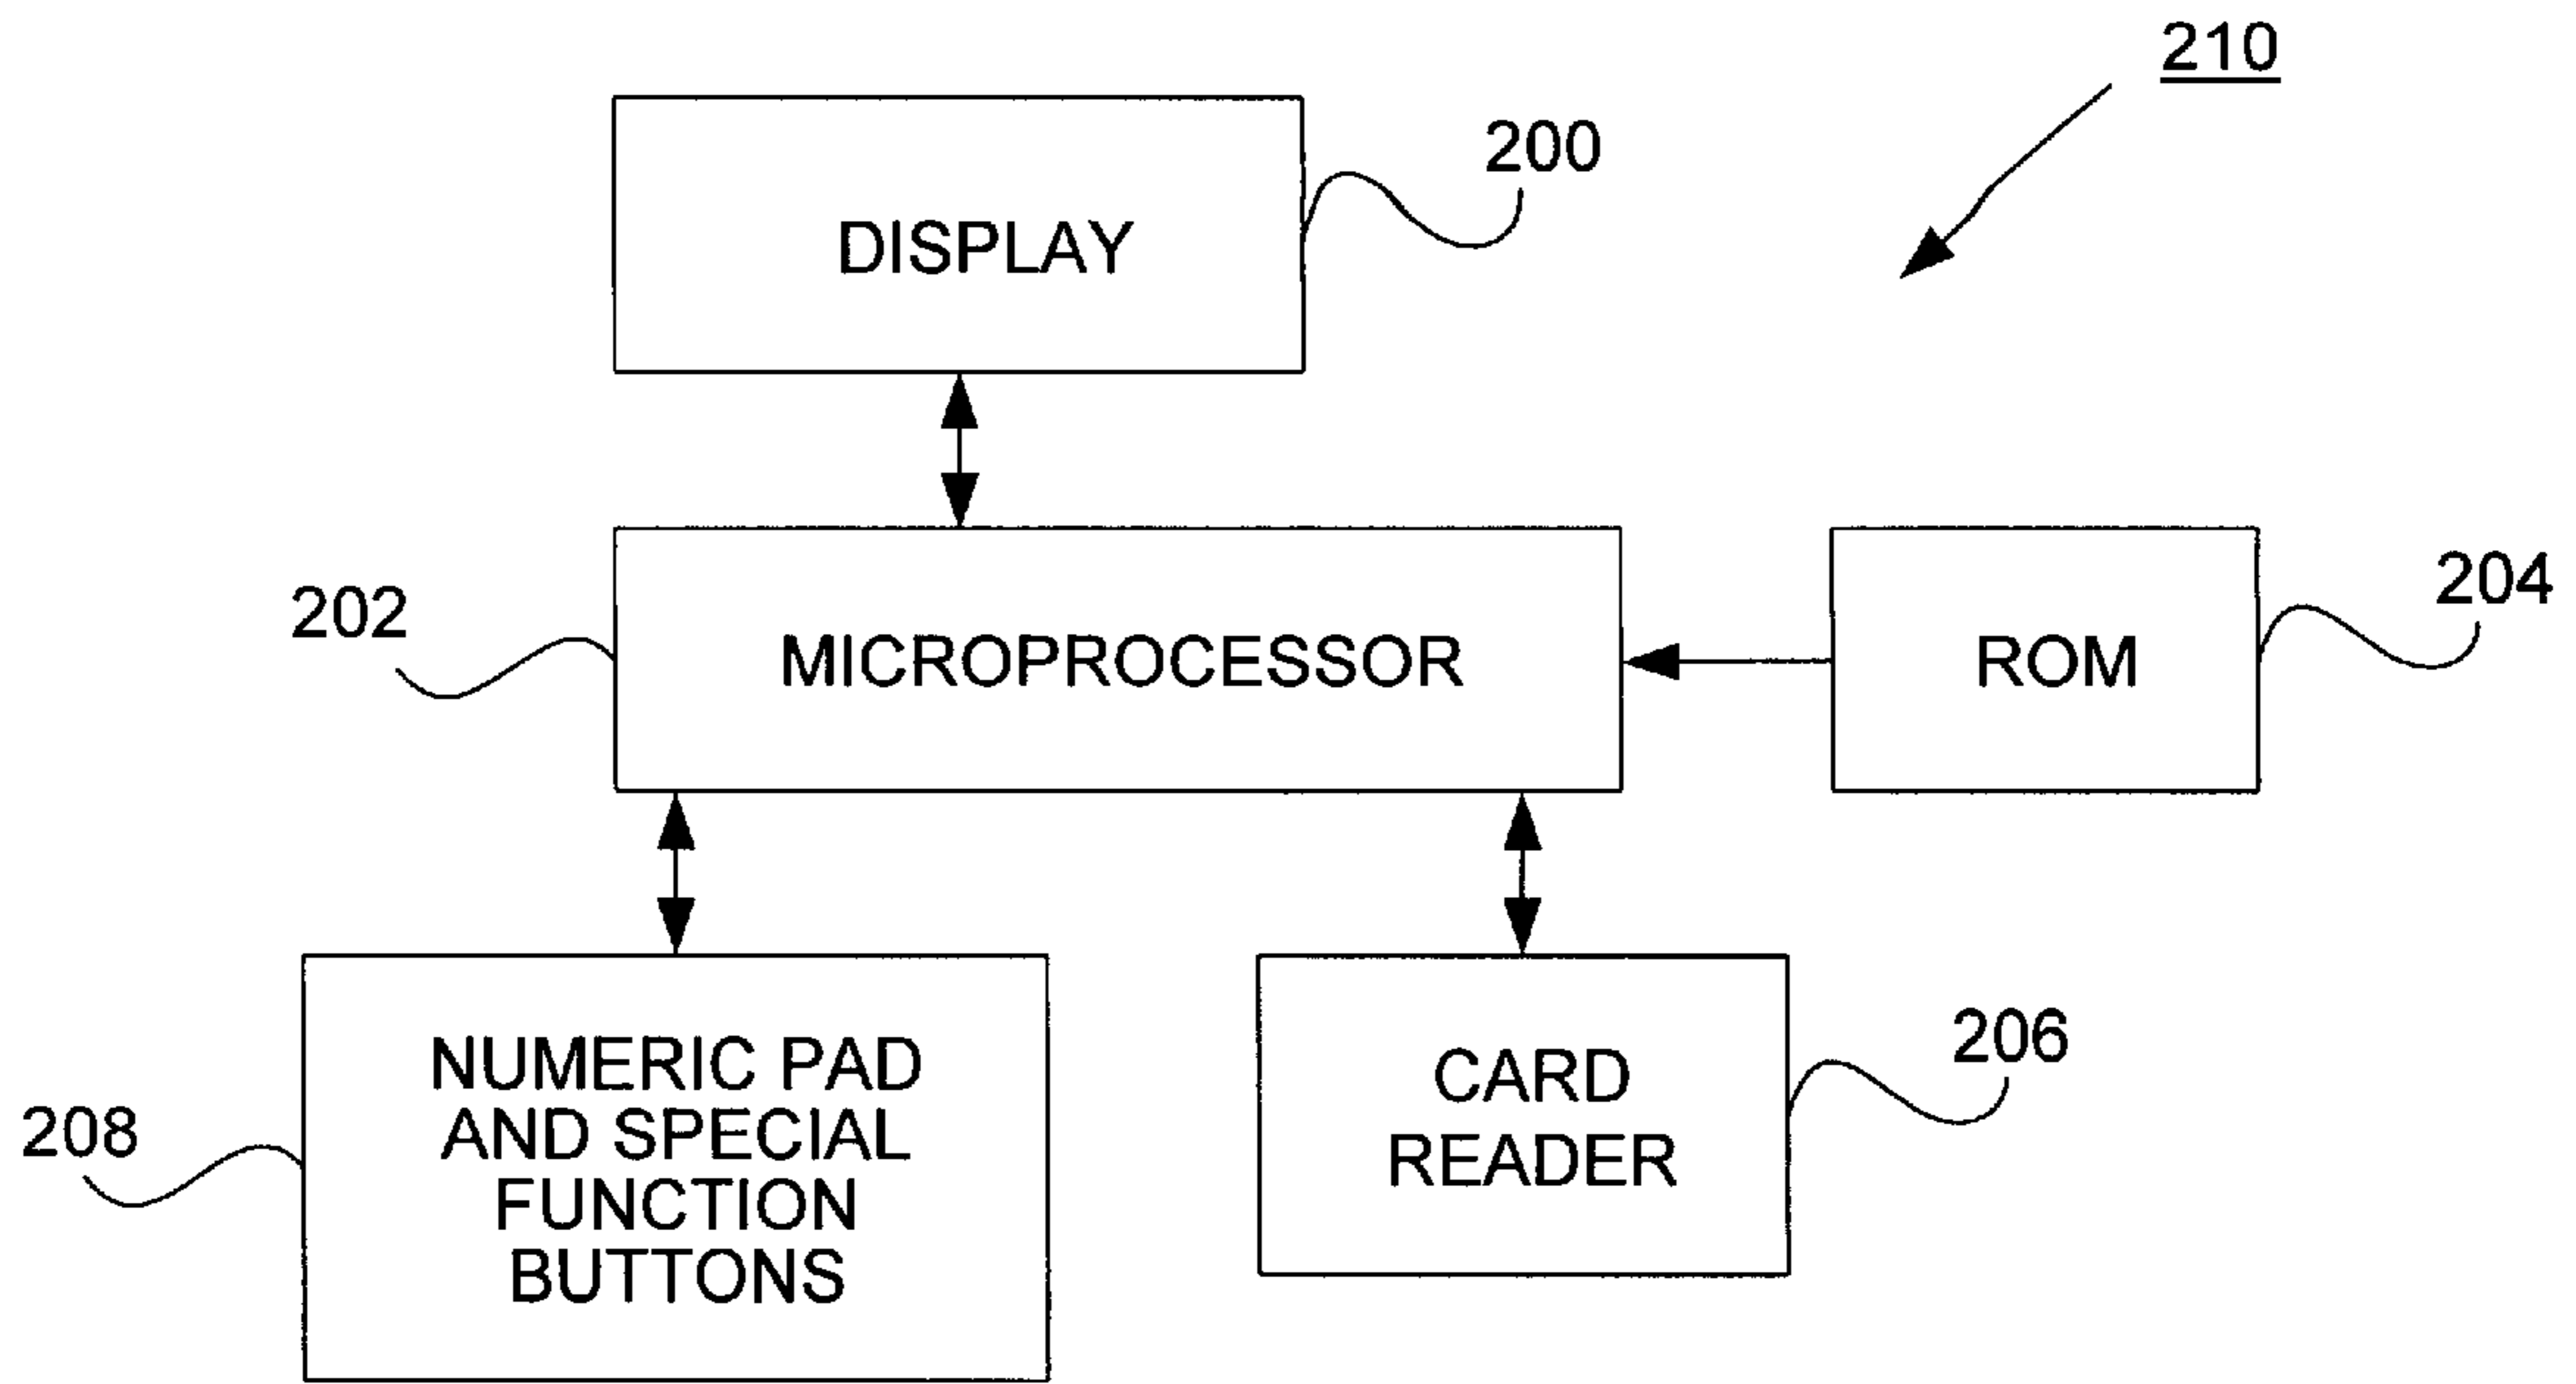 210
200
DISPLAY
202
MICROPROCESSOR
ROM
204
208
NUMERIC PAD
AND SPECIAL
FUNCTION
BUTTONS
CARD
READER
206